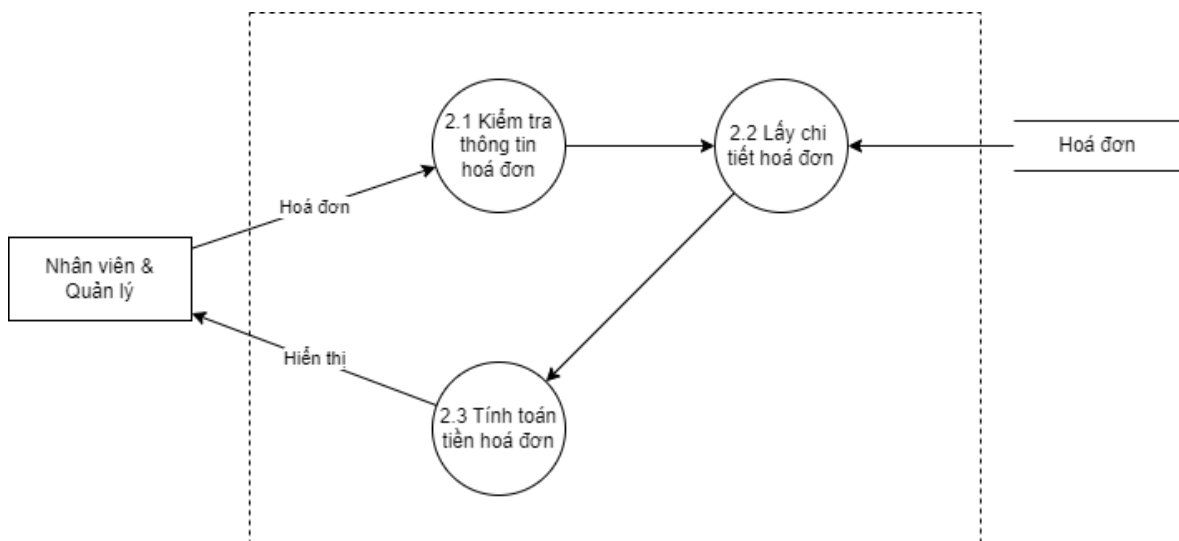 2.1 Kiểm tra
thông tin
hoá đơn
2.2 Lấy chi
tiết hoá đơn
Hoá đơn
Hoá đơn
Nhân viên &
Quản lý
Hiển thị
2.3 Tính toán
tiền hoá đơn